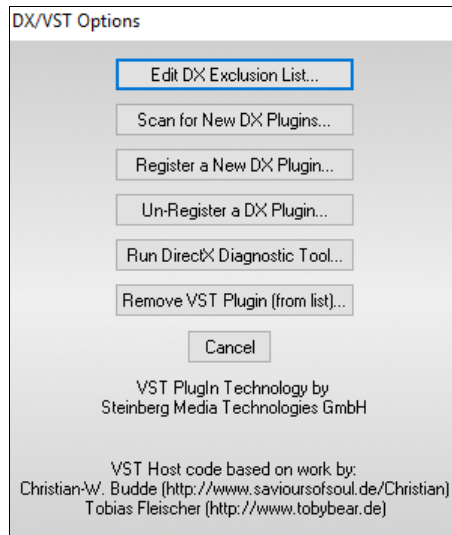 DX/VST Options
Edit DX Exclusion List...
Scan for New DX Plugins...
Register a New DX Plugin...
Un-Register a DX Plugin...
Run DirectX Diagnostic Tool...
Remove VST Plugin (from list)...
Cancel
VST PlugIn Technology by
Steinberg Media Technologies GmbH
VST Host code based on work by:
Christian-W. Budde (http://www.savioursofsoul.de/Christian)
Tobias Fleischer (http://www.tobybear.de)